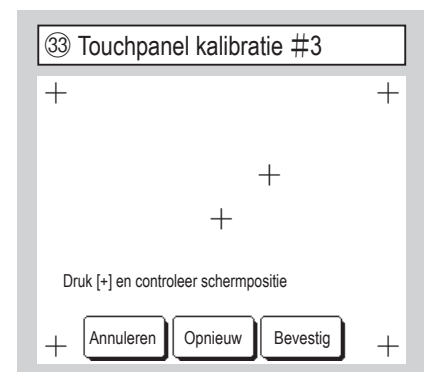 ㉝ Touchpanel kalibratie #3
Druk [+] en controleer schermpositie
Annuleren Opnieuw Bevestig